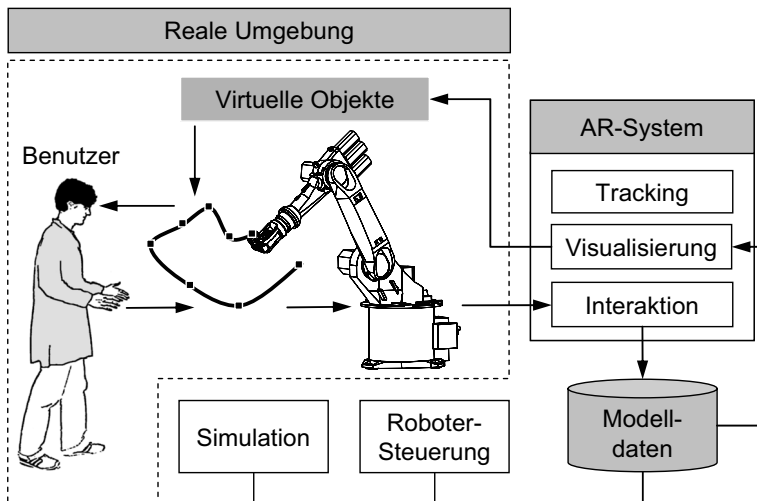 Reale Umgebung
Virtuelle Objekte
AR-System
Benutzer
Tracking
Visualisierung
Interaktion
Simulation
Roboter-
Steuerung
Modell-
daten